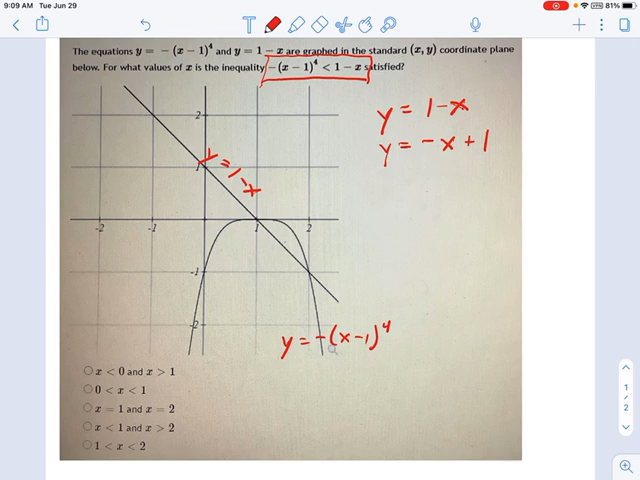 9:09 AM Tue Jun 29
81%
T
The equations y = −(x − 1)⁴ and y = 1 − x are graphed in the standard (x, y) coordinate plane
below. For what values of x is the inequality −(x − 1)⁴ < 1 − x satisfied?
y = 1-x
y = -x + 1
y = 1-x
2
1
-2 -1 1 2
-1
-2
y = -(x-1)⁴
x < 0 and x > 1
0 < x < 1
x = 1 and x = 2
x < 1 and x > 2
1 < x < 2
1
2